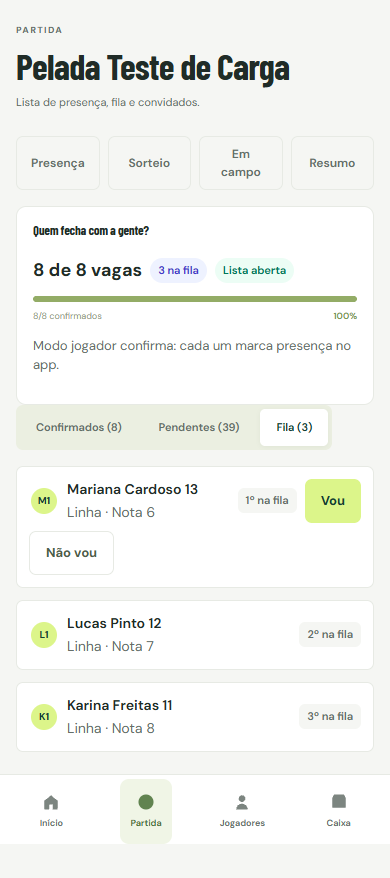 PARTIDA
Pelada Teste de Carga
Lista de presença, fila e convidados.
Presença
Sorteio
Em
campo
Resumo
Quem fecha com a gente?
8 de 8 vagas
3 na fila
Lista aberta
8/8 confirmados
100%
Modo jogador confirma: cada um marca presença no
app.
Confirmados (8)
Pendentes (39)
Fila (3)
M1
Mariana Cardoso 13
Linha · Nota 6
1º na fila
Vou
Não vou
L1
Lucas Pinto 12
Linha · Nota 7
2º na fila
K1
Karina Freitas 11
Linha · Nota 8
3º na fila
Início
Partida
Jogadores
Caixa